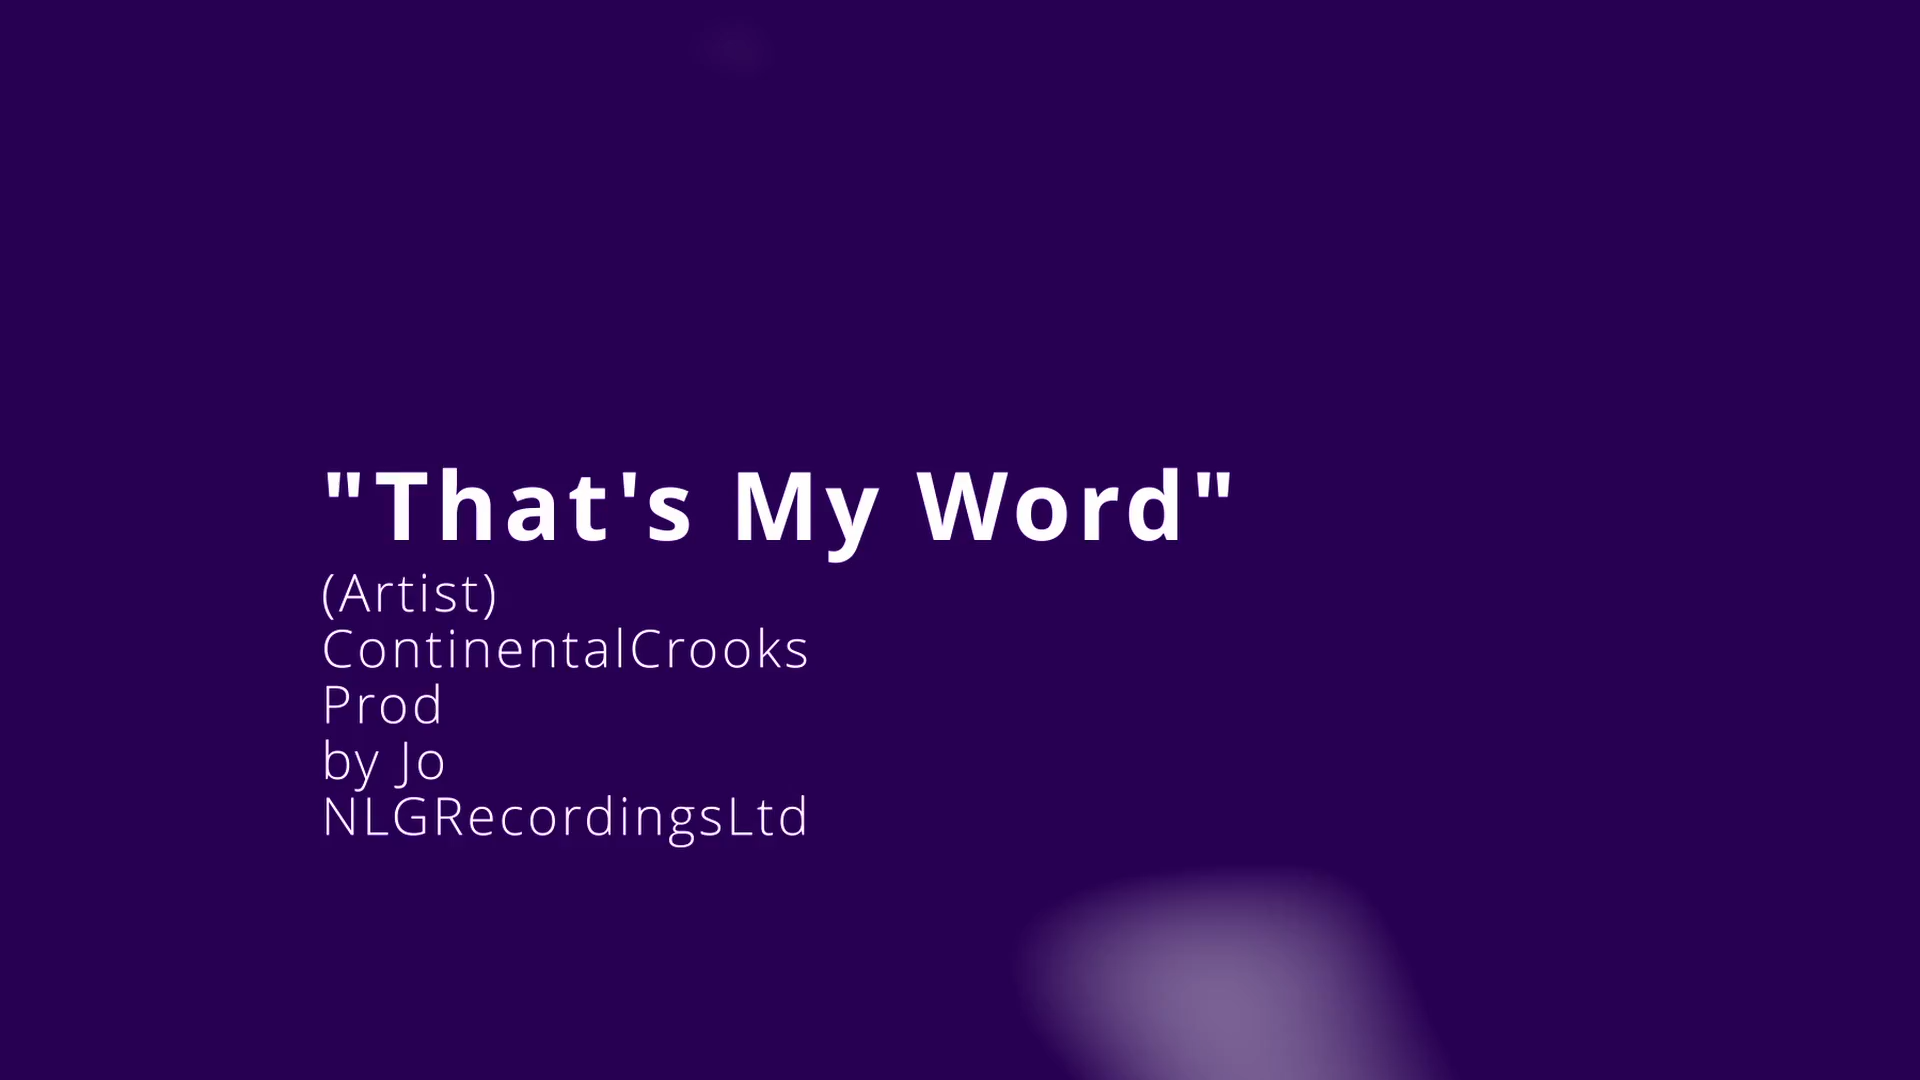 "That's My Word"
(Artist)
ContinentalCrooks
Prod
by Jo
NLGRecordingsLtd